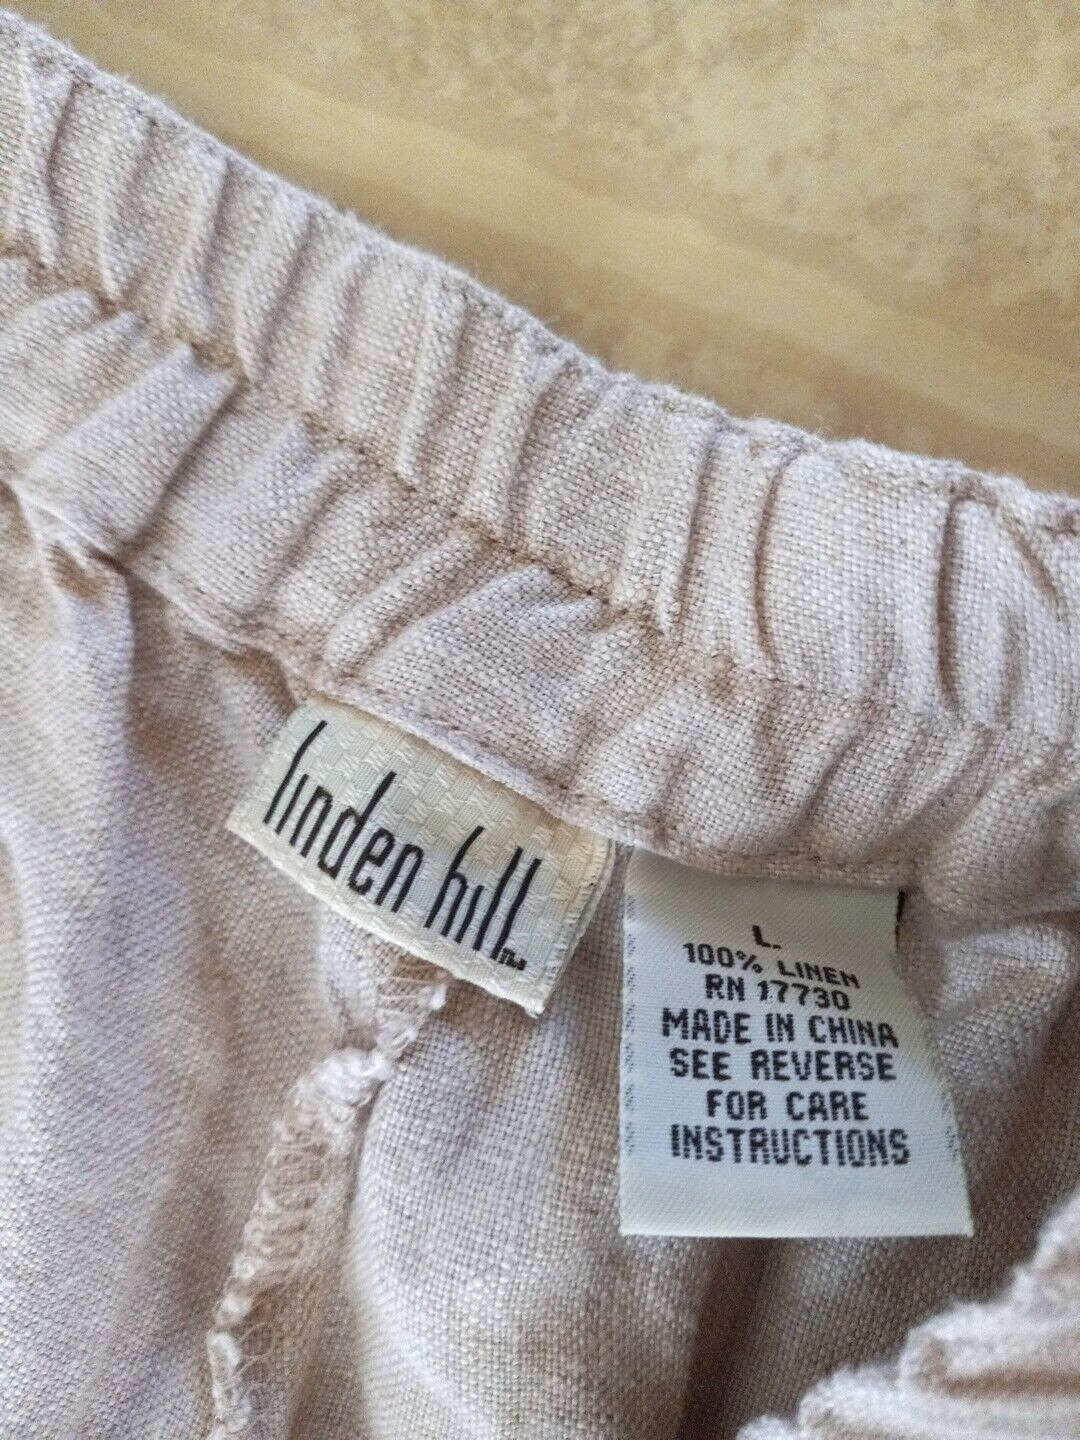 linden hill
L.
100% LINEN
RN 17730
MADE IN CHINA
SEE REVERSE
FOR CARE
INSTRUCTIONS